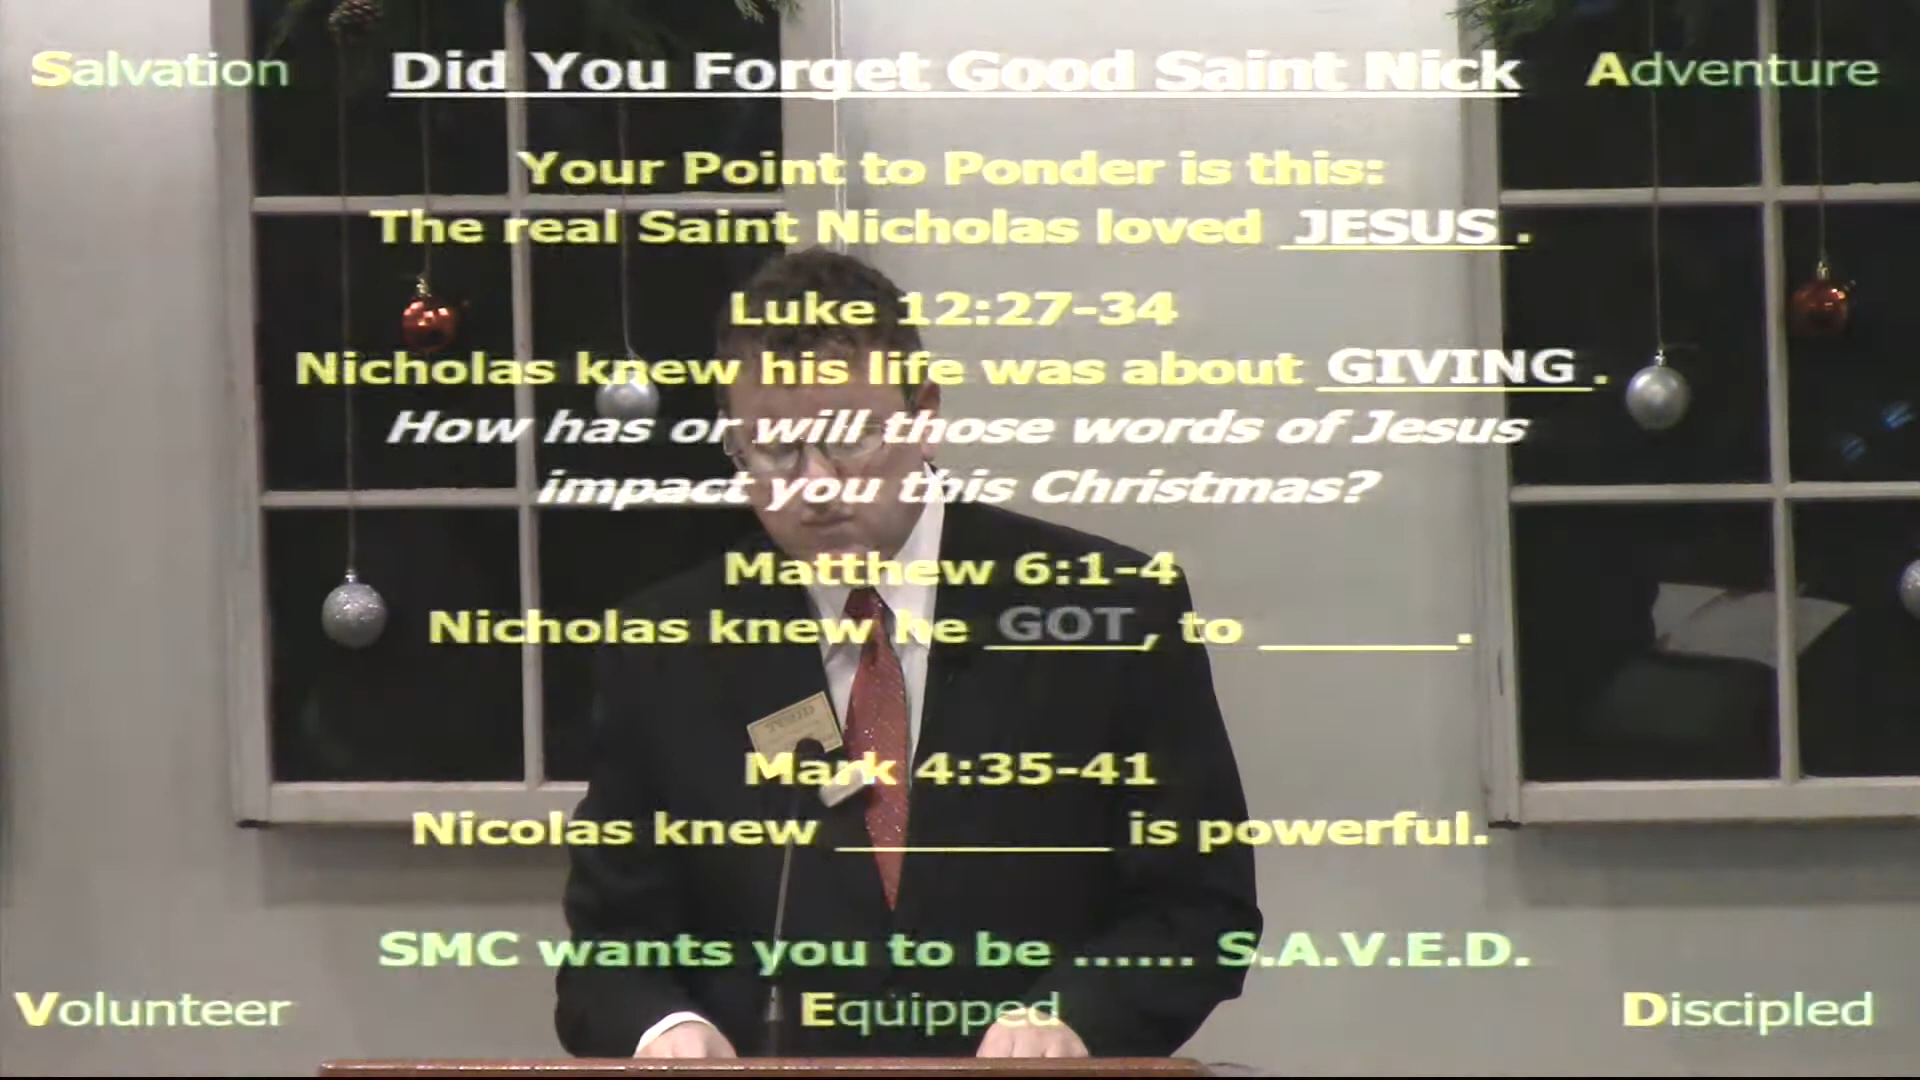 Salvation Did You Forget Good Saint Nick Adventure
Your Point to Ponder is this:
The real Saint Nicholas loved JESUS.
Luke 12:27-34
Nicholas knew his life was about GIVING.
How has or will those words of Jesus
impact you this Christmas?
Matthew 6:1-4
Nicholas knew he GOT, to _______.
Mark 4:35-41
Nicolas knew __________ is powerful.
SMC wants you to be ...... S.A.V.E.D.
Volunteer Equipped Discipled